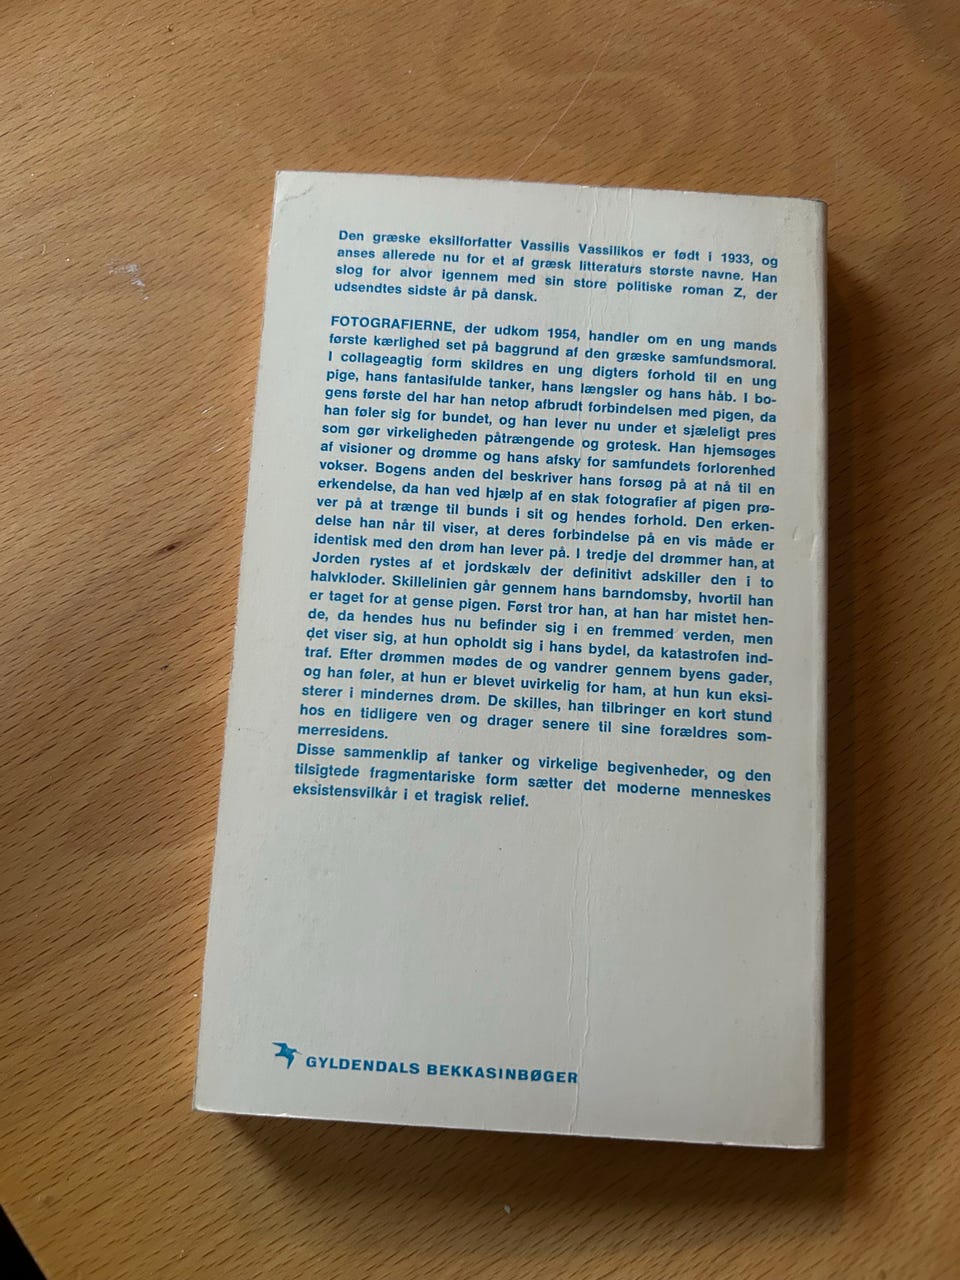 Den græske eksilforfatter Vassilis Vassilikos er født i 1933, og
anses allerede nu for et af græsk litteraturs største navne. Han
slog for alvor igennem med sin store politiske roman Z, der
udsendtes sidste år på dansk.
FOTOGRAFIERNE, der udkom 1954, handler om en ung mands
første kærlighed set på baggrund af den græske samfundsmoral.
I collageagtig form skildres en ung digters forhold til en ung
pige, hans fantasifulde tanker, hans længsler og hans håb. I bo-
gens første del har han netop afbrudt forbindelsen med pigen, da
han føler sig for bundet, og han lever nu under et sjæleligt pres
som gør virkeligheden påtrængende og grotesk. Han hjemsøges
af visioner og drømme og hans afsky for samfundets forlorenhed
vokser. Bogens anden del beskriver hans forsøg på at nå til en
erkendelse, da han ved hjælp af en stak fotografier af pigen prø-
ver på at trænge til bunds i sit og hendes forhold. Den erken-
delse han når til viser, at deres forbindelse på en vis måde er
identisk med den drøm han lever på. I tredje del drømmer han, at
Jorden rystes af et jordskælv der definitivt adskiller den i to
halvkloder. Skillelinien går gennem hans barndomsby, hvortil han
er taget for at gense pigen. Først tror han, at han har mistet hen-
de, da hendes hus nu befinder sig i en fremmed verden, men
det viser sig, at hun opholdt sig i hans bydel, da katastrofen ind-
traf. Efter drømmen mødes de og vandrer gennem byens gader,
og han føler, at hun er blevet uvirkelig for ham, at hun kun eksi-
sterer i mindernes drøm. De skilles, han tilbringer en kort stund
hos en tidligere ven og drager senere til sine forældres som-
merresidens.
Disse sammenklip af tanker og virkelige begivenheder, og den
tilsigtede fragmentariske form sætter det moderne menneskes
eksistensvilkår i et tragisk relief.
GYLDENDALS BEKKASINBØGER